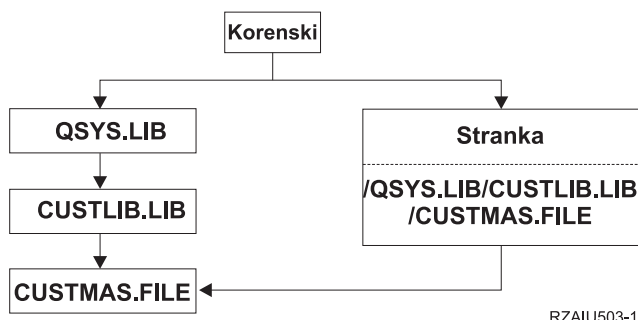 Korenski
QSYS.LIB
CUSTLIB.LIB
CUSTMAS.FILE
Stranka
/QSYS.LIB/CUSTLIB.LIB
/CUSTMAS.FILE
RZAIU503-1